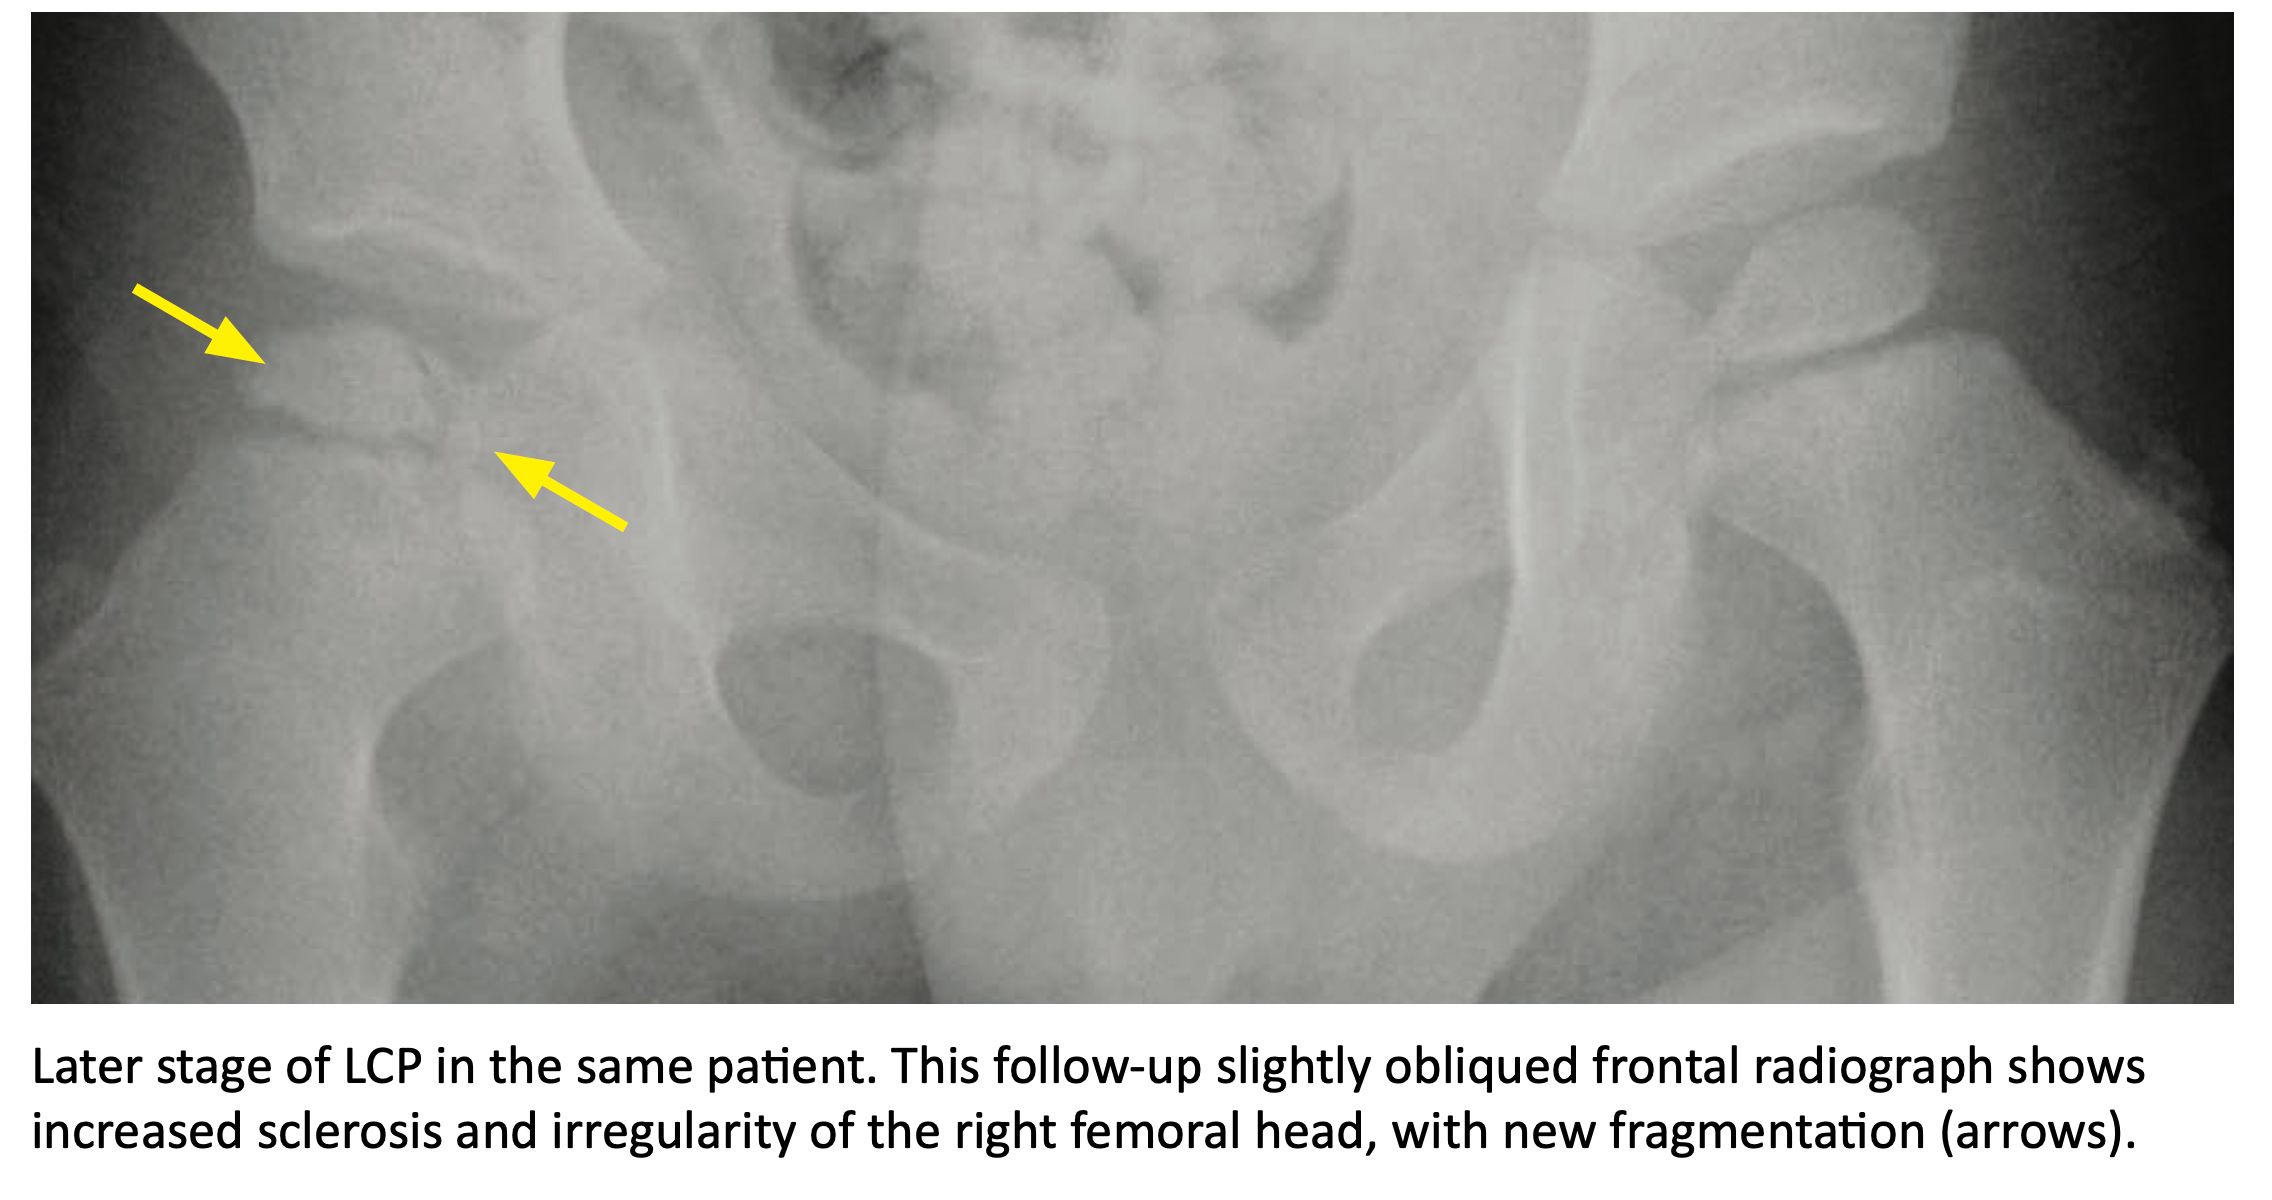 Later stage of LCP in the same patient. This follow-up slightly obliqued frontal radiograph shows
increased sclerosis and irregularity of the right femoral head, with new fragmentation (arrows).